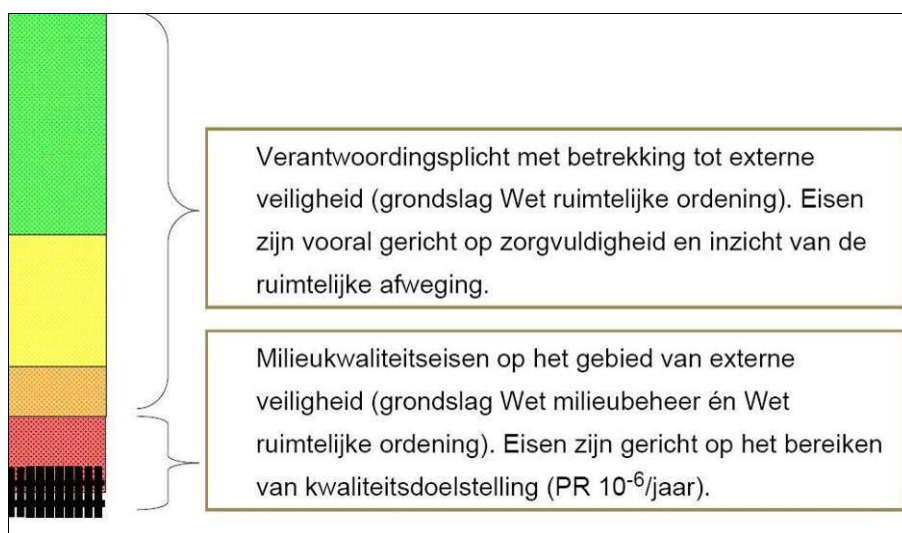 Verantwoordingsplicht met betrekking tot externe
veiligheid (grondslag Wet ruimtelijke ordening). Eisen
zijn vooral gericht op zorgvuldigheid en inzicht van de
ruimtelijke afweging.
Milieukwaliteitseisen op het gebied van externe
veiligheid (grondslag Wet milieubeheer én Wet
ruimtelijke ordening). Eisen zijn gericht op het bereiken
van kwaliteitsdoelstelling (PR 10⁻⁶/jaar).